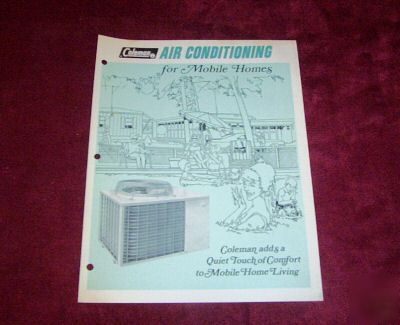 Coleman AIR CONDITIONING
for Mobile Homes
Coleman adds a
Quiet Touch of Comfort
to Mobile Home Living